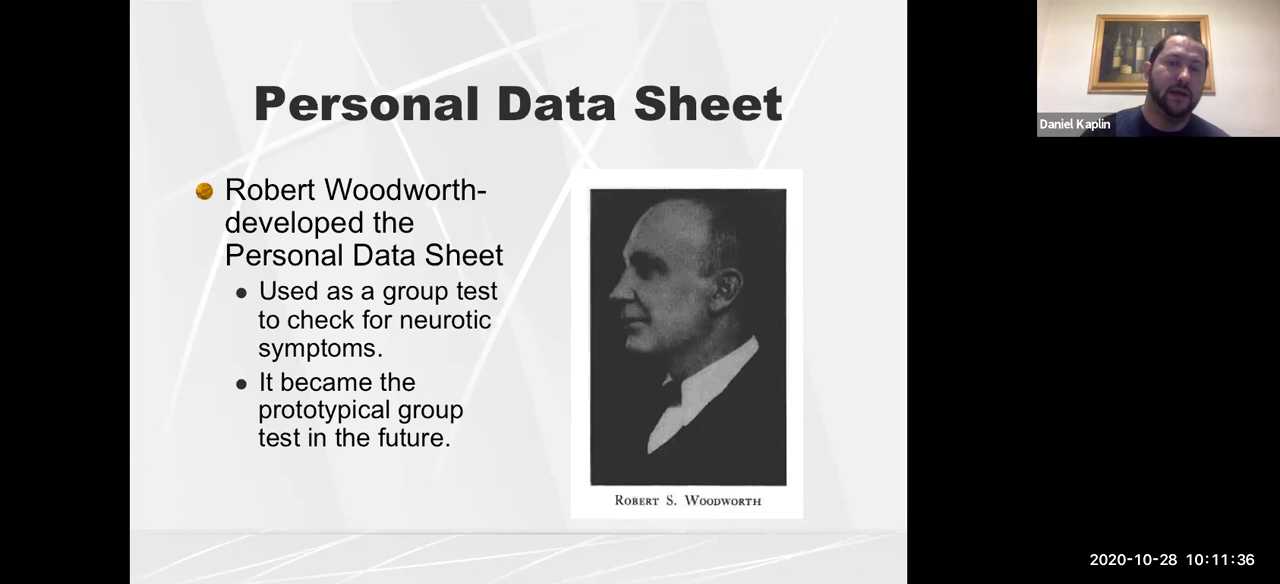 Personal Data Sheet
Robert Woodworth-
developed the
Personal Data Sheet
Used as a group test
to check for neurotic
symptoms.
It became the
prototypical group
test in the future.
ROBERT S. WOODWORTH
Daniel Kaplin
2020-10-28 10:11:36